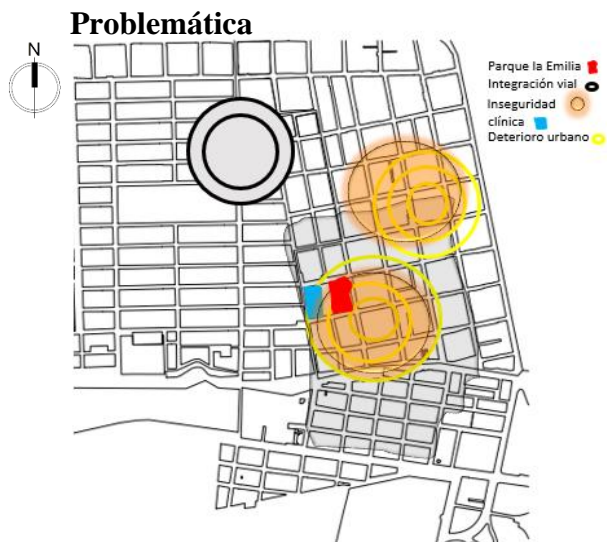 Problemática
N
Parque la Emilia
Integración vial
Inseguridad
clínica
Deterioro urbano